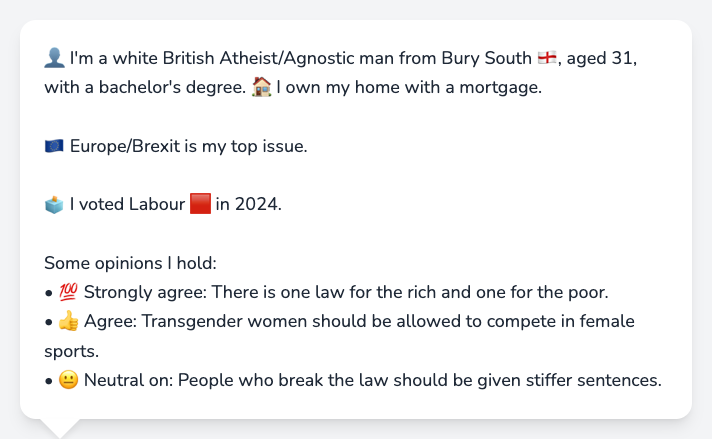 👤 I'm a white British Atheist/Agnostic man from Bury South 🏴󠁧󠁢󠁥󠁮󠁧󠁿, aged 31,
with a bachelor's degree. 🏠 I own my home with a mortgage.
🇪🇺 Europe/Brexit is my top issue.
🗳️ I voted Labour 🟥 in 2024.
Some opinions I hold:
• 💯 Strongly agree: There is one law for the rich and one for the poor.
• 👍 Agree: Transgender women should be allowed to compete in female
sports.
• 😐 Neutral on: People who break the law should be given stiffer sentences.